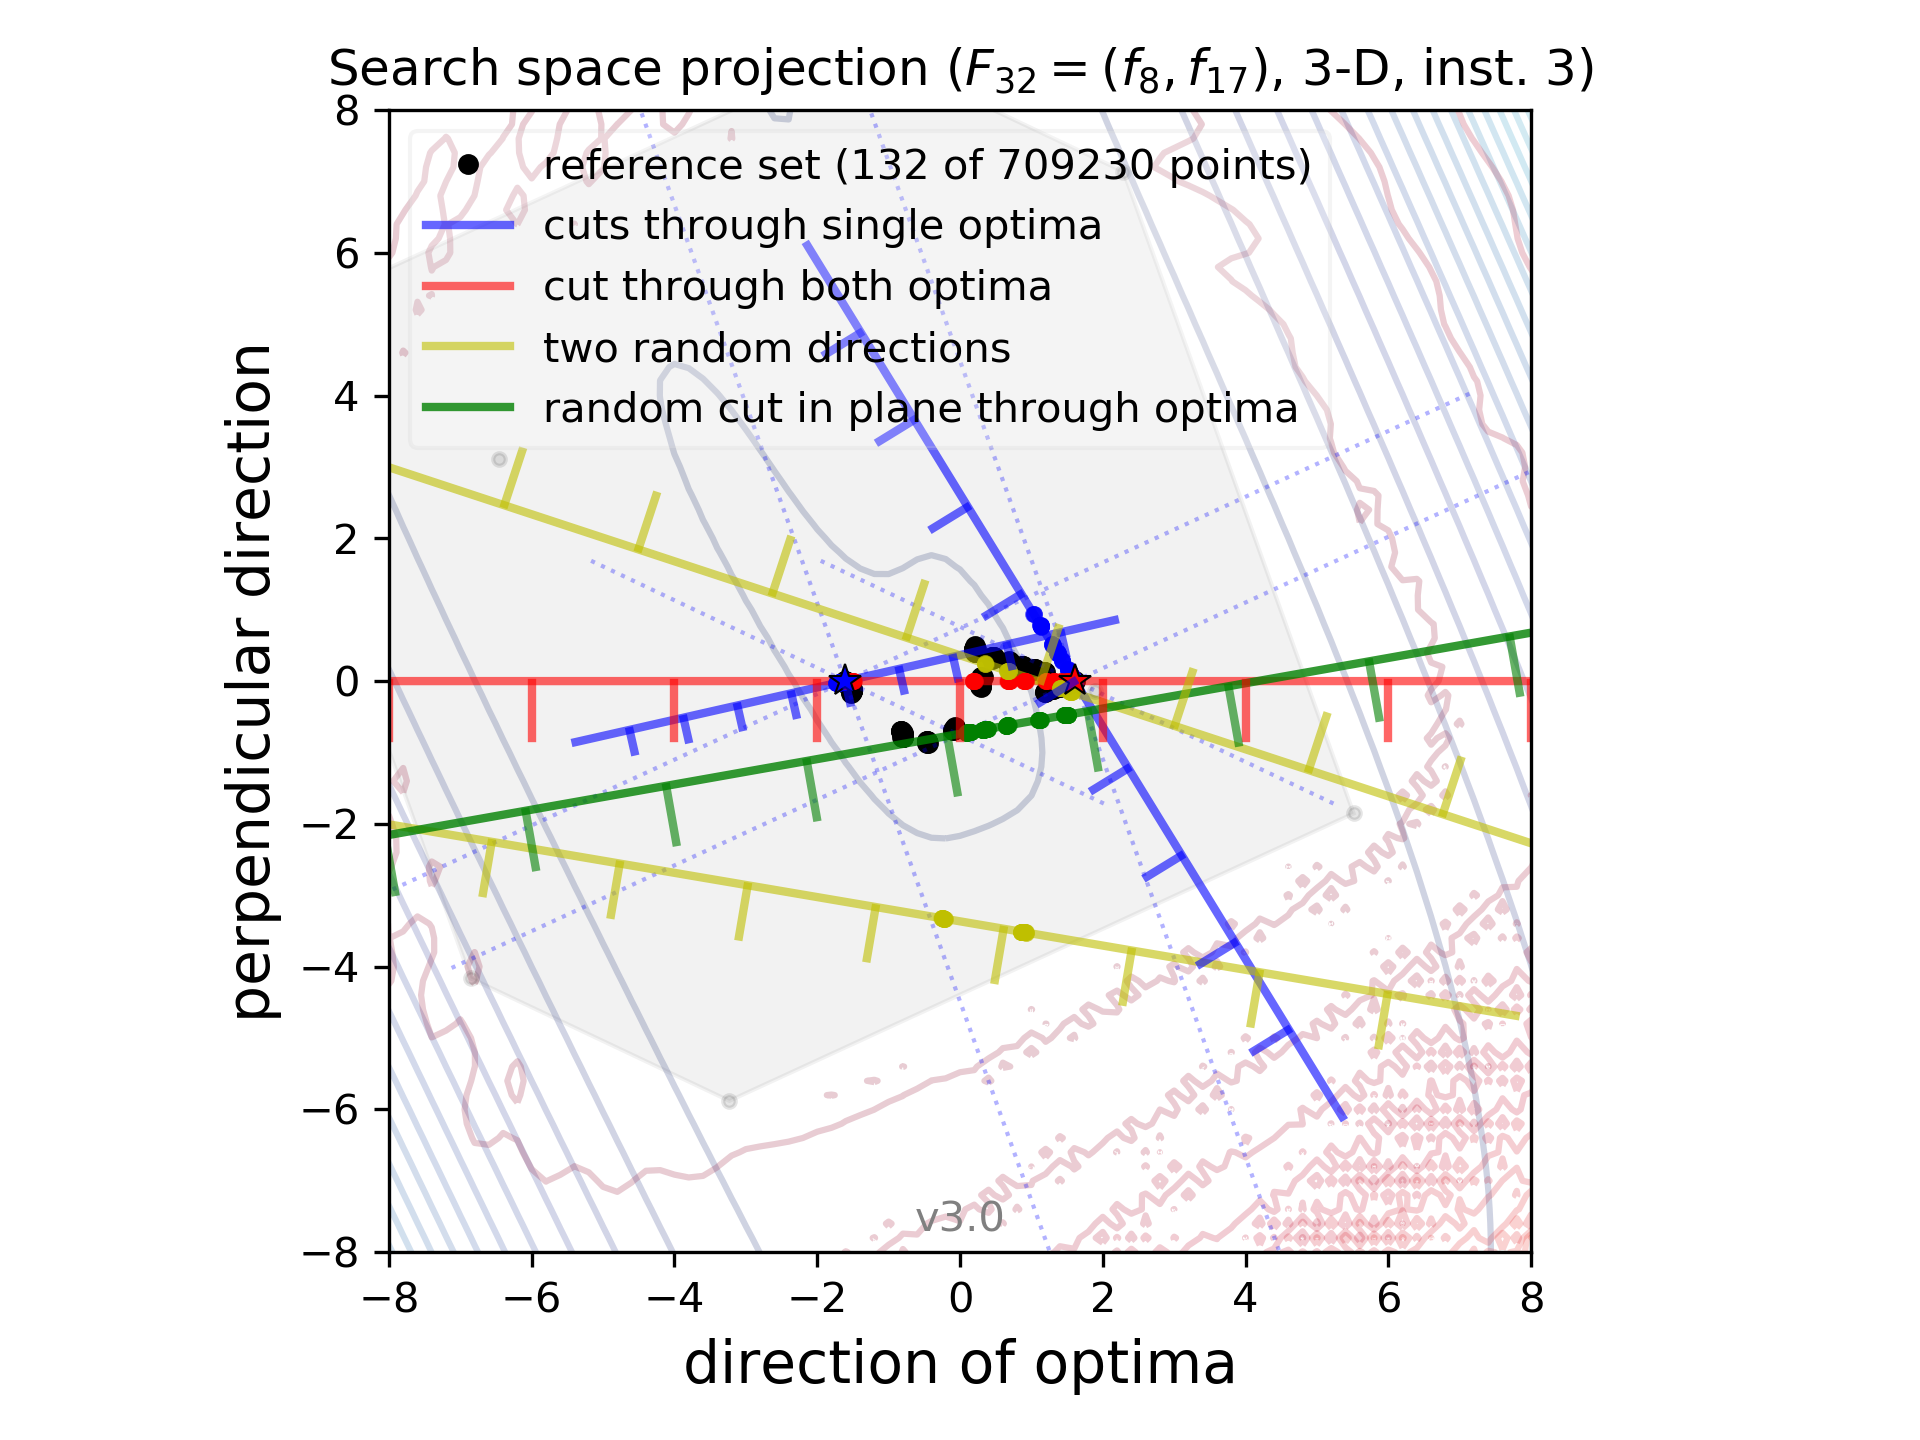 Search space projection (F32 = (f8, f17), 3-D, inst. 3)
reference set (132 of 709230 points)
cuts through single optima
cut through both optima
two random directions
random cut in plane through optima
8
6
4
2
0
−2
−4
−6
−8
perpendicular direction
v3.0
−8 −6 −4 −2 0 2 4 6 8
direction of optima